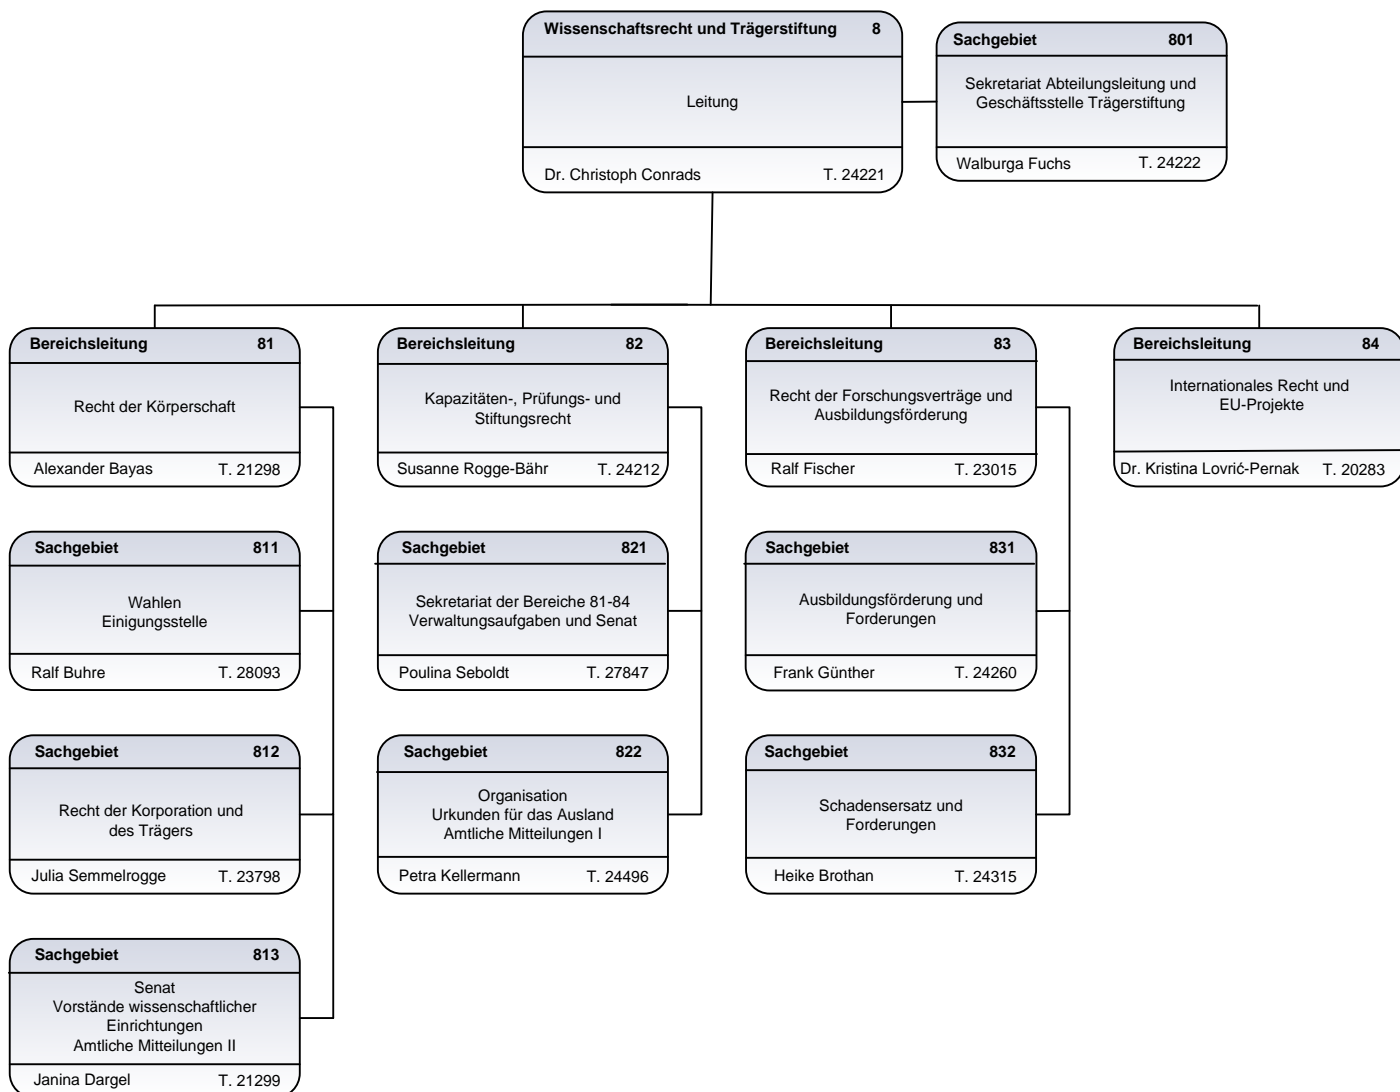 Wissenschaftsrecht und Trägerstiftung 8
Leitung
Dr. Christoph Conrads T. 24221
Sachgebiet 801
Sekretariat Abteilungsleitung und
Geschäftsstelle Trägerstiftung
Walburga Fuchs T. 24222
Bereichsleitung 81
Recht der Körperschaft
Alexander Bayas T. 21298
Sachgebiet 811
Wahlen
Einigungsstelle
Ralf Buhre T. 28093
Sachgebiet 812
Recht der Korporation und
des Trägers
Julia Semmelrogge T. 23798
Sachgebiet 813
Senat
Vorstände wissenschaftlicher
Einrichtungen
Amtliche Mitteilungen II
Janina Dargel T. 21299
Bereichsleitung 82
Kapazitäten-, Prüfungs- und
Stiftungsrecht
Susanne Rogge-Bähr T. 24212
Sachgebiet 821
Sekretariat der Bereiche 81-84
Verwaltungsaufgaben und Senat
Poulina Seboldt T. 27847
Sachgebiet 822
Organisation
Urkunden für das Ausland
Amtliche Mitteilungen I
Petra Kellermann T. 24496
Bereichsleitung 83
Recht der Forschungsverträge und
Ausbildungsförderung
Ralf Fischer T. 23015
Sachgebiet 831
Ausbildungsförderung und
Forderungen
Frank Günther T. 24260
Sachgebiet 832
Schadensersatz und
Forderungen
Heike Brothan T. 24315
Bereichsleitung 84
Internationales Recht und
EU-Projekte
Dr. Kristina Lovrić-Pernak T. 20283